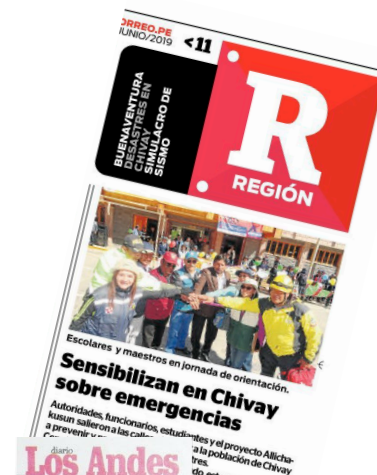 ORREO.PE
JUNIO/2019
<11
BUENAVENTURA
DESASTRES EN
CHIVAY
SIMULACRO DE
SISMO
R
REGIÓN
Escolares y maestros en jornada de orientación.
Sensibilizan en Chivay
sobre emergencias
Autoridades, funcionarios, estudiantes y el proyecto Allicha-
kusun salieron a las
a la población de Chivay
a prevenir y
diario
Los Andes